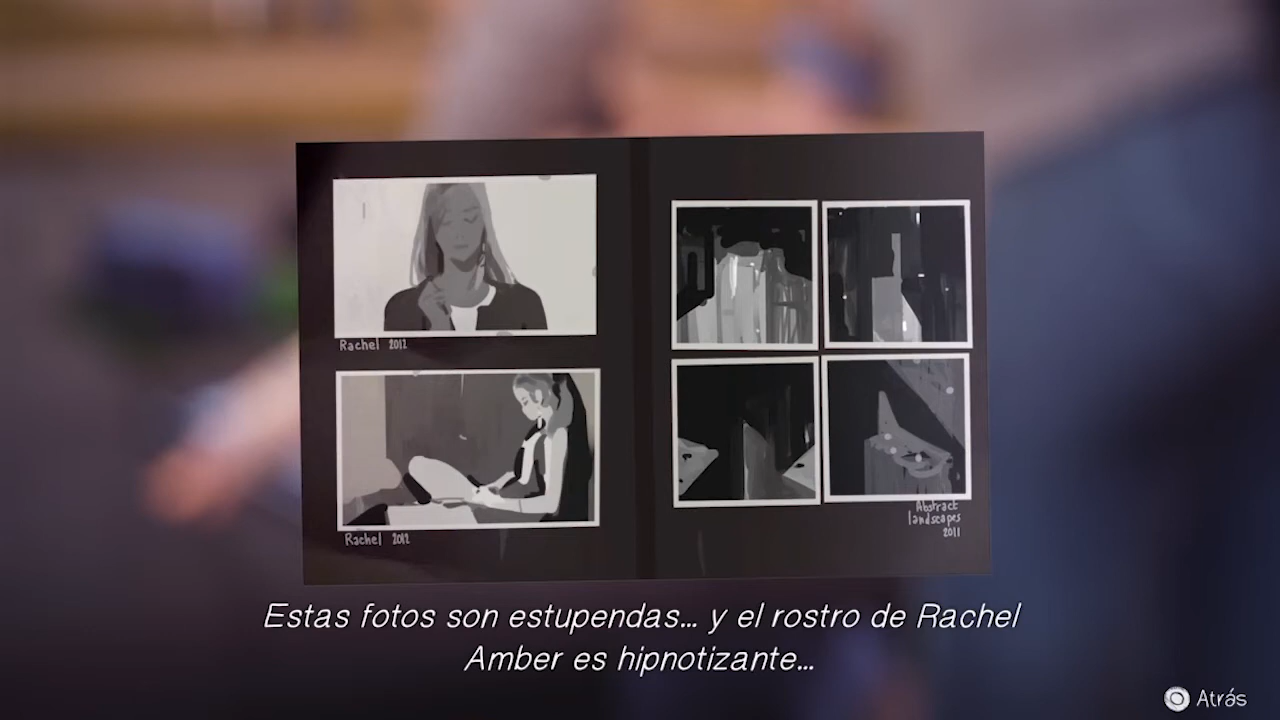 Rachel 2012
Rachel 2012
Abstract
landscapes
2011
Estas fotos son estupendas... y el rostro de Rachel
Amber es hipnotizante...
Atrás